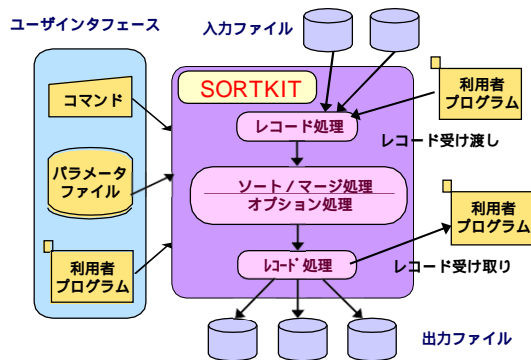 ユーザインタフェース
入力ファイル
コマンド
パラメータ
ファイル
利用者
プログラム
SORTKIT
レコード処理
ソート / マージ処理
オプション処理
ﾚｺｰﾄﾞ処理
利用者
プログラム
レコード受け渡し
利用者
プログラム
レコード受け取り
出力ファイル